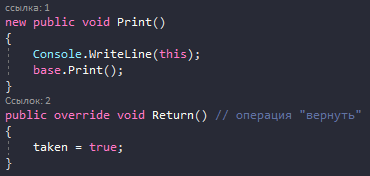 ссылка: 1
new public void Print()
{
    Console.WriteLine(this);
    base.Print();
}
Ссылок: 2
public override void Return() // операция "вернуть"
{
    taken = true;
}